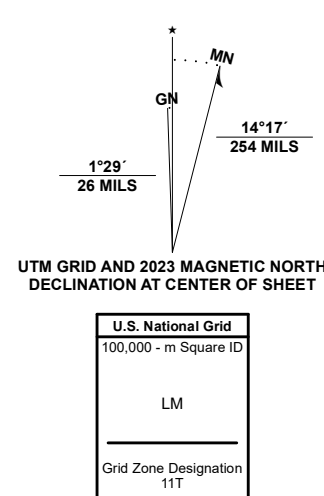 ★
MN
GN
14°17´
254 MILS
1°29´
26 MILS
UTM GRID AND 2023 MAGNETIC NORTH
DECLINATION AT CENTER OF SHEET
U.S. National Grid
100,000 - m Square ID
LM
Grid Zone Designation
11T